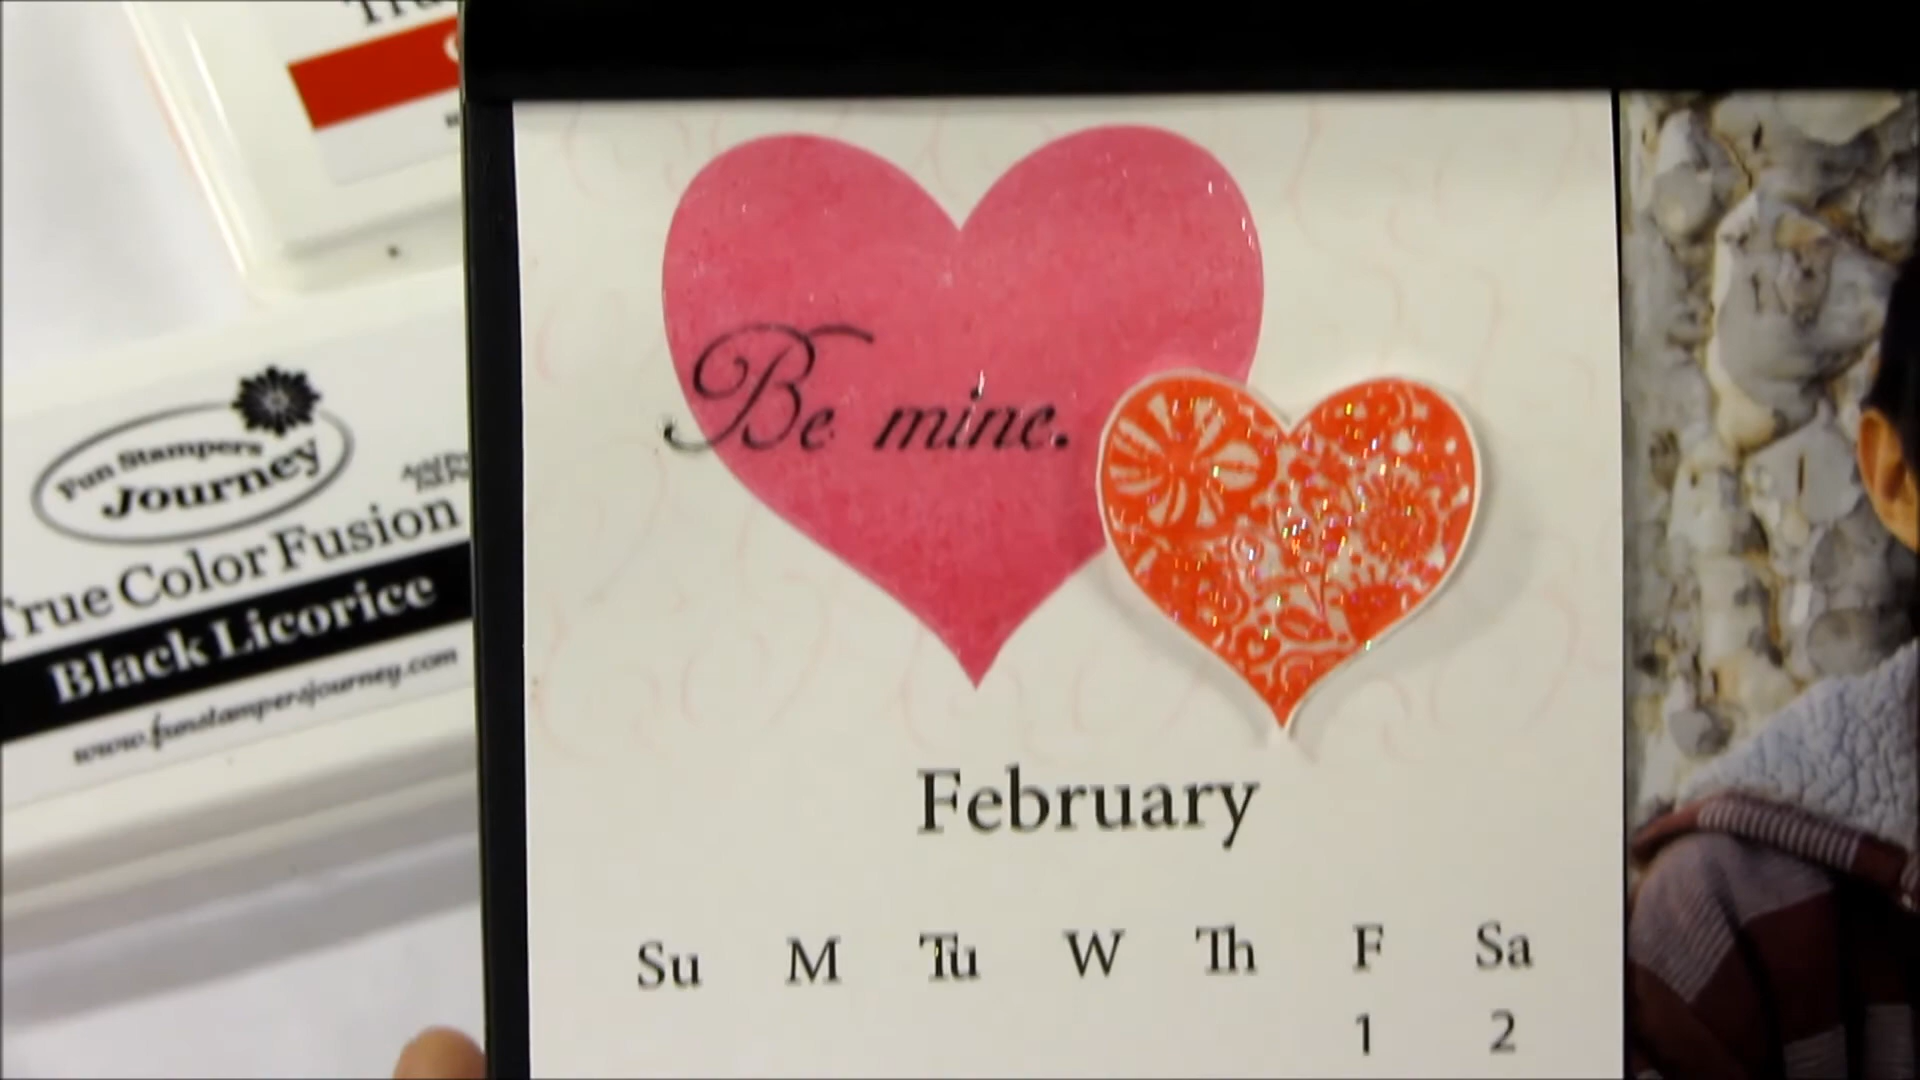 Fun Stampers
Journey
True Color Fusion
Black Licorice
www.funstampersjourney.com
Be mine.
February
Su M Tu W Th F Sa
1 2